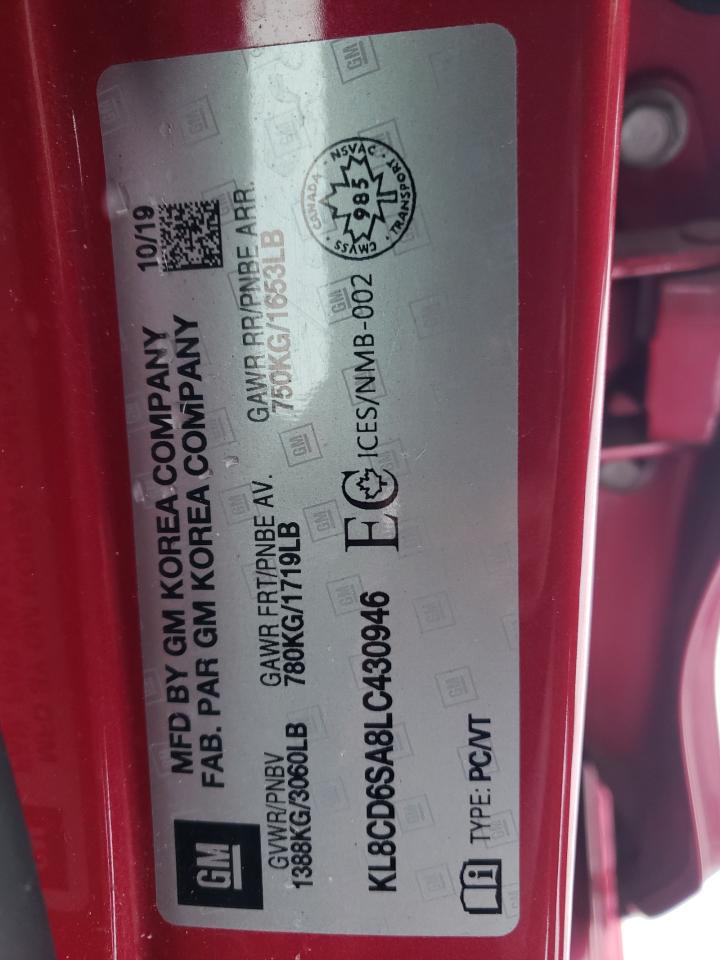 MFD BY GM KOREA COMPANY 10/19
FAB. PAR GM KOREA COMPANY
GM
GVWR/PNBV GAWR FRT/PNBE AV. GAWR RR/PNBE ARR.
1388KG/3060LB 780KG/1719LB 750KG/1653LB
KL8CD6SA8LC430946 EC ICES/NMB-002
CANADA · NSVAC · TRANSPORT · CMVSS
985
i TYPE: PC/VT